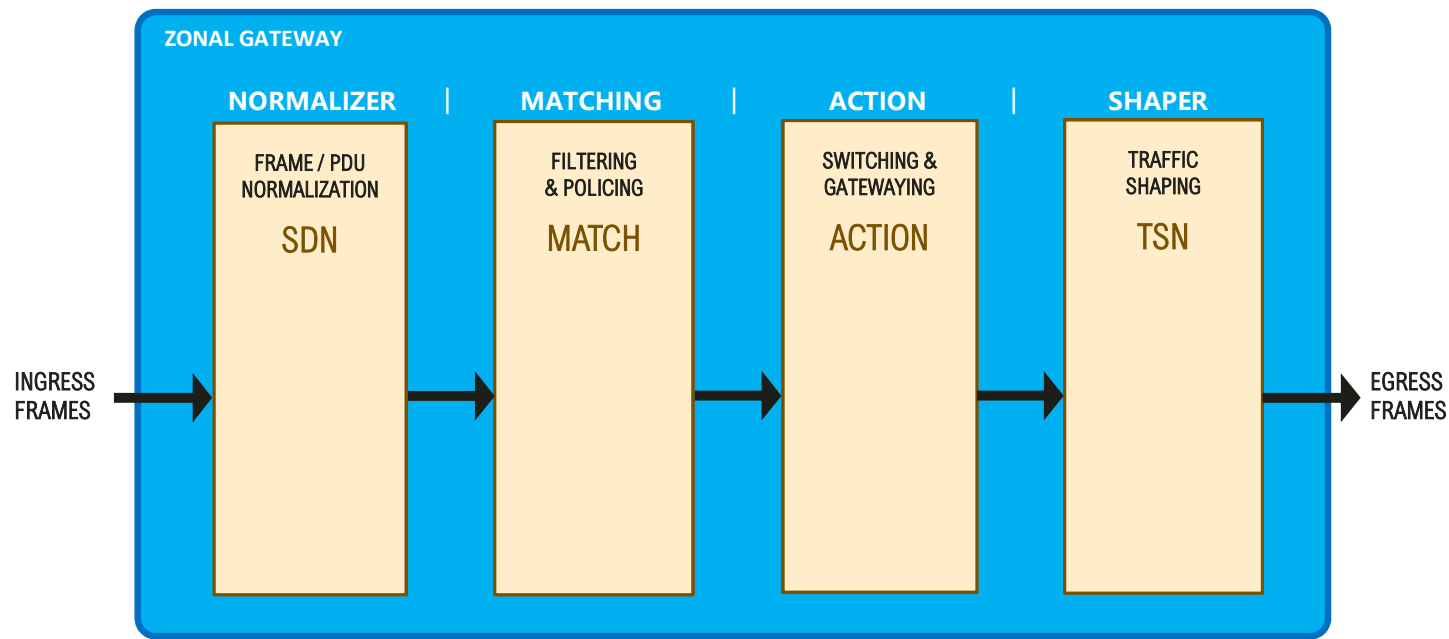 ZONAL GATEWAY
NORMALIZER | MATCHING | ACTION | SHAPER
FRAME / PDU
NORMALIZATION
SDN
FILTERING
& POLICING
MATCH
SWITCHING &
GATEWAYING
ACTION
TRAFFIC
SHAPING
TSN
INGRESS
FRAMES
EGRESS
FRAMES